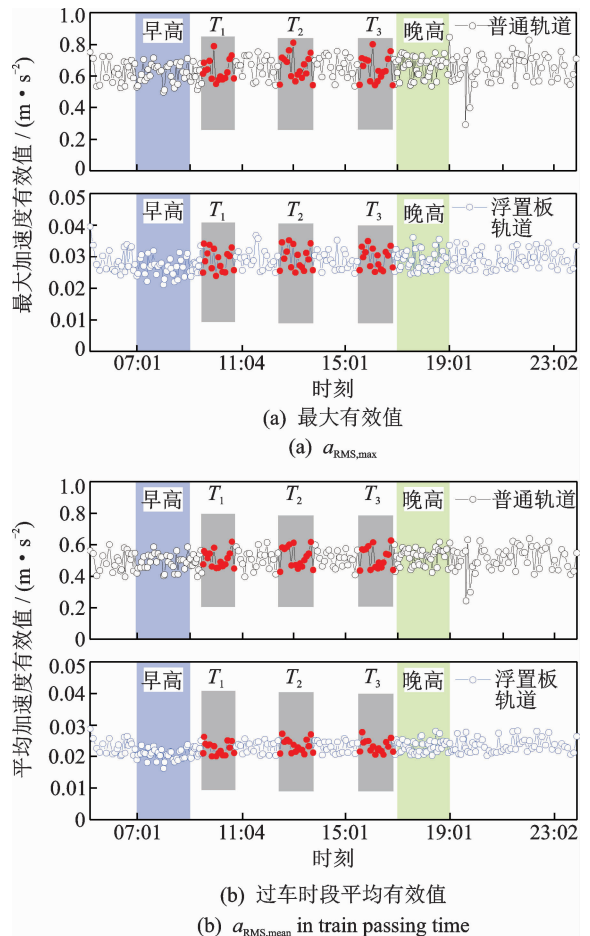 最大加速度有效值 / (m·s⁻²)
1.0
0.8
0.6
0.4
0.2
0
早高
T₁
T₂
T₃
晚高
普通轨道
0.05
0.04
0.03
0.02
0.01
0
早高
T₁
T₂
T₃
晚高
浮置板
轨道
07:01 11:04 15:01 19:01 23:02
时刻
(a) 最大有效值
(a) a_RMS,max
平均加速度有效值 / (m·s⁻²)
1.0
0.8
0.6
0.4
0.2
0
早高
T₁
T₂
T₃
晚高
普通轨道
0.05
0.04
0.03
0.02
0.01
0
早高
T₁
T₂
T₃
晚高
浮置板
轨道
07:01 11:04 15:01 19:01 23:02
时刻
(b) 过车时段平均有效值
(b) a_RMS,mean in train passing time